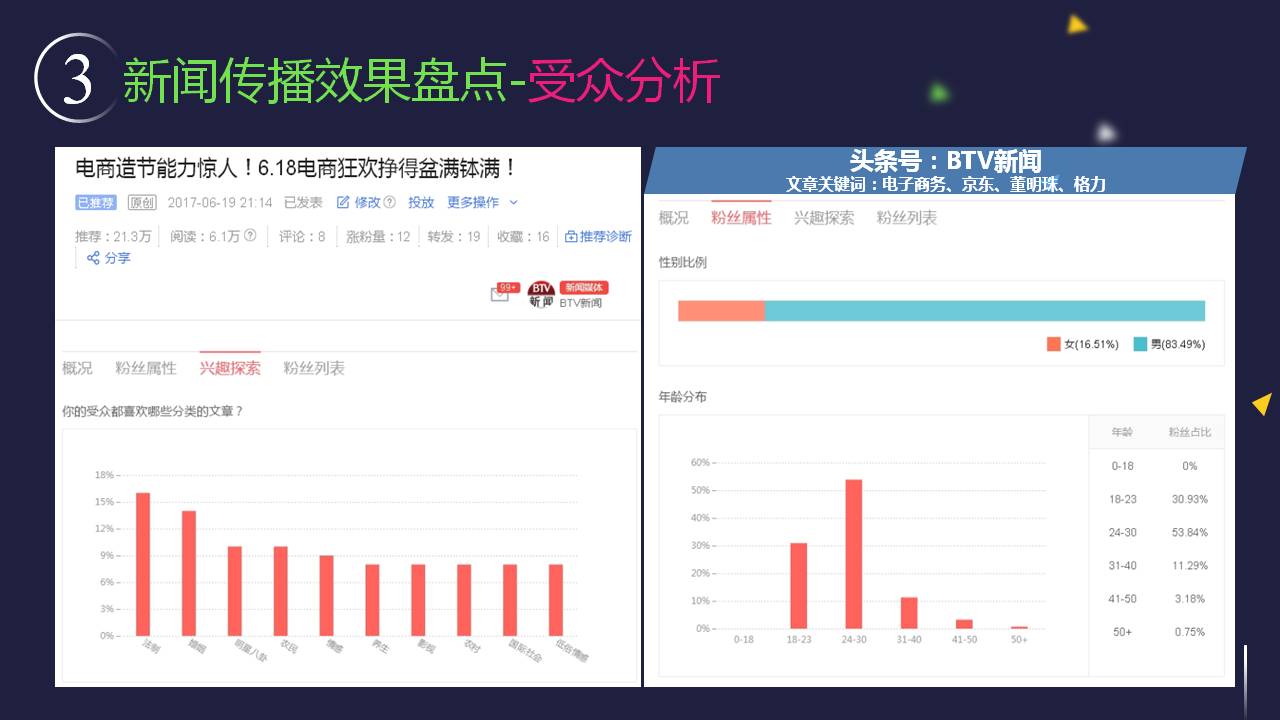 3
新闻传播效果盘点-受众分析
电商造节能力惊人！6.18电商狂欢挣得盆满钵满！
已推荐 原创 2017-06-19 21:14 已发表 修改 ? 投放 更多操作
推荐：21.3万 阅读：6.1万 ? 评论：8 涨粉量：12 转发：19 收藏：16 推荐诊断
分享
99+ BTV 新闻 新闻媒体
BTV新闻
概况 粉丝属性 兴趣探索 粉丝列表
你的受众都喜欢哪些分类的文章？
18%
15%
12%
9%
6%
3%
0%
法制 婚姻 明星八卦 农民 情感 养生 影视 农村 国际社会 低俗情感
头条号：BTV新闻
文章关键词：电子商务、京东、董明珠、格力
概况 粉丝属性 兴趣探索 粉丝列表
性别比例
女(16.51%) 男(83.49%)
年龄分布
60%
50%
40%
30%
20%
10%
0%
0-18 18-23 24-30 31-40 41-50 50+
年龄 粉丝占比
0-18 0%
18-23 30.93%
24-30 53.84%
31-40 11.29%
41-50 3.18%
50+ 0.75%